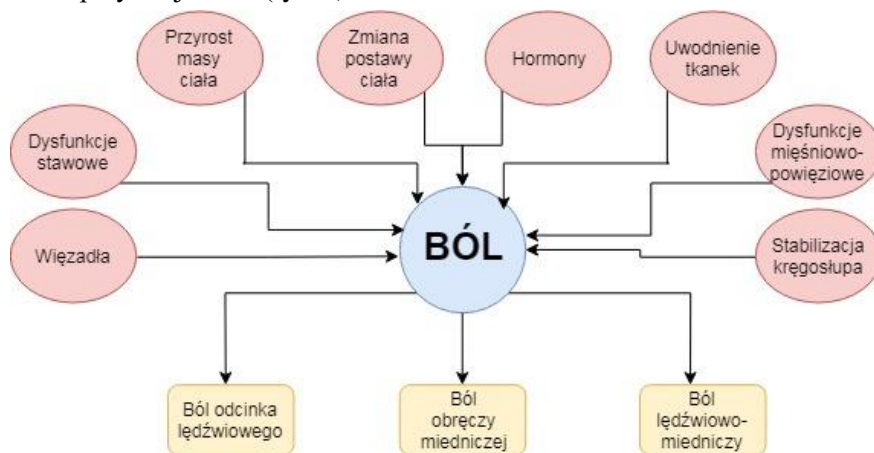 Przyrost
masy
ciała
Zmiana
postawy
ciała
Hormony
Uwodnienie
tkanek
Dysfunkcje
stawowe
Dysfunkcje
mięśniowo-
powięziowe
Więzadła
BÓL
Stabilizacja
kręgosłupa
Ból odcinka
lędźwiowego
Ból
obręczy
miedniczej
Ból
lędźwiowo-
miedniczy